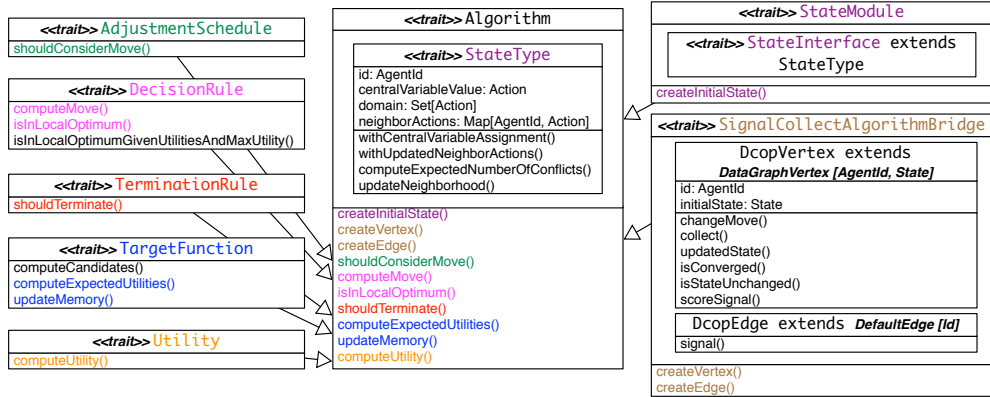 <<trait>> AdjustmentSchedule
shouldConsiderMove()
<<trait>> DecisionRule
computeMove()
isInLocalOptimum()
isInLocalOptimumGivenUtilitiesAndMaxUtility()
<<trait>> TerminationRule
shouldTerminate()
<<trait>> TargetFunction
computeCandidates()
computeExpectedUtilities()
updateMemory()
<<trait>> Utility
computeUtility()
<<trait>> Algorithm
<<trait>> StateType
id: AgentId
centralVariableValue: Action
domain: Set[Action]
neighborActions: Map[AgentId, Action]
withCentralVariableAssignment()
withUpdatedNeighborActions()
computeExpectedNumberOfConflicts()
updateNeighborhood()
createInitialState()
createVertex()
createEdge()
shouldConsiderMove()
computeMove()
isInLocalOptimum()
shouldTerminate()
computeExpectedUtilities()
updateMemory()
computeUtility()
<<trait>> StateModule
<<trait>> StateInterface extends
StateType
createInitialState()
<<trait>> SignalCollectAlgorithmBridge
DcopVertex extends
DataGraphVertex [AgentId, State]
id: AgentId
initialState: State
changeMove()
collect()
updatedState()
isConverged()
isStateUnchanged()
scoreSignal()
DcopEdge extends DefaultEdge [Id]
signal()
createVertex()
createEdge()